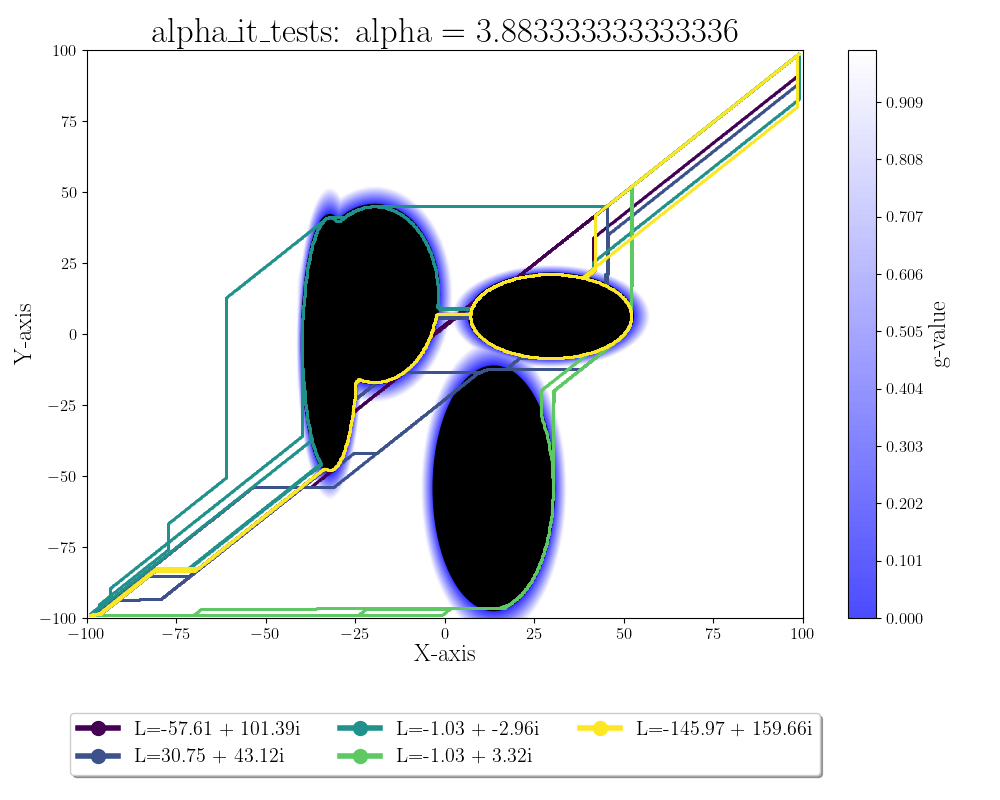 alpha_it_tests: alpha = 3.883333333333336
100
75
50
25
0
−25
−50
−75
−100
Y-axis
−100 −75 −50 −25 0 25 50 75 100
X-axis
0.909
0.808
0.707
0.606
0.505
0.404
0.303
0.202
0.101
0.000
g-value
L=-57.61 + 101.39i L=-1.03 + -2.96i L=-145.97 + 159.66i
L=30.75 + 43.12i L=-1.03 + 3.32i